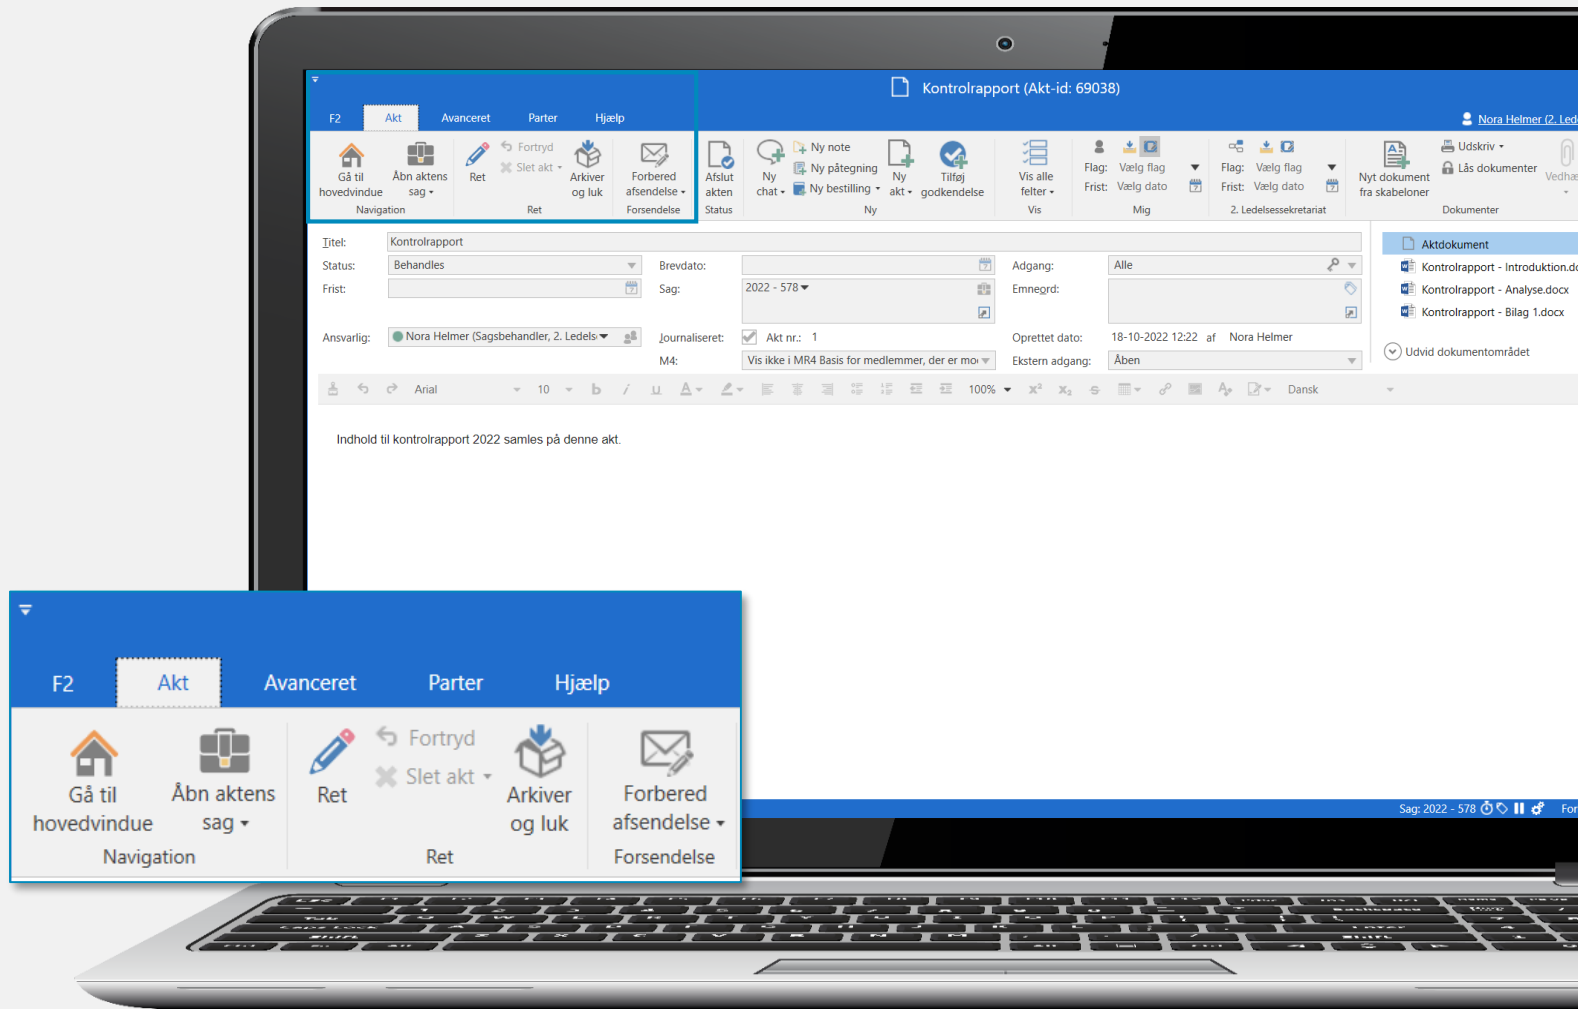 Kontrolrapport (Akt-id: 69038)
F2 Akt Avanceret Parter Hjælp
Nora Helmer (2. Lede
Gå til hovedvindue
Åbn aktens sag
Navigation
Ret
Fortryd
Slet akt
Arkiver og luk
Ret
Forbered afsendelse
Forsendelse
Afslut akten
Status
Ny chat
Ny note
Ny påtegning
Ny bestilling
Ny akt
Tilføj godkendelse
Ny
Vis alle felter
Vis
Flag: Vælg flag
Frist: Vælg dato
Mig
Flag: Vælg flag
Frist: Vælg dato
2. Ledelsessekretariat
Nyt dokument fra skabeloner
Udskriv
Lås dokumenter
Vedhæ
Dokumenter
Titel: Kontrolrapport
Status: Behandles
Brevdato:
Adgang: Alle
Frist:
Sag: 2022 - 578
Emneord:
Ansvarlig: Nora Helmer (Sagsbehandler, 2. Ledels
Journaliseret: Akt nr.: 1
Oprettet dato: 18-10-2022 12:22 af Nora Helmer
M4: Vis ikke i MR4 Basis for medlemmer, der er mo
Ekstern adgang: Åben
Aktdokument
Kontrolrapport - Introduktion.do
Kontrolrapport - Analyse.docx
Kontrolrapport - Bilag 1.docx
Udvid dokumentområdet
Arial 10 100% Dansk
Indhold til kontrolrapport 2022 samles på denne akt.
Sag: 2022 - 578 For
F2 Akt Avanceret Parter Hjælp
Gå til
hovedvindue
Åbn aktens
sag
Navigation
Ret
Fortryd
Slet akt
Arkiver
og luk
Ret
Forbered
afsendelse
Forsendelse